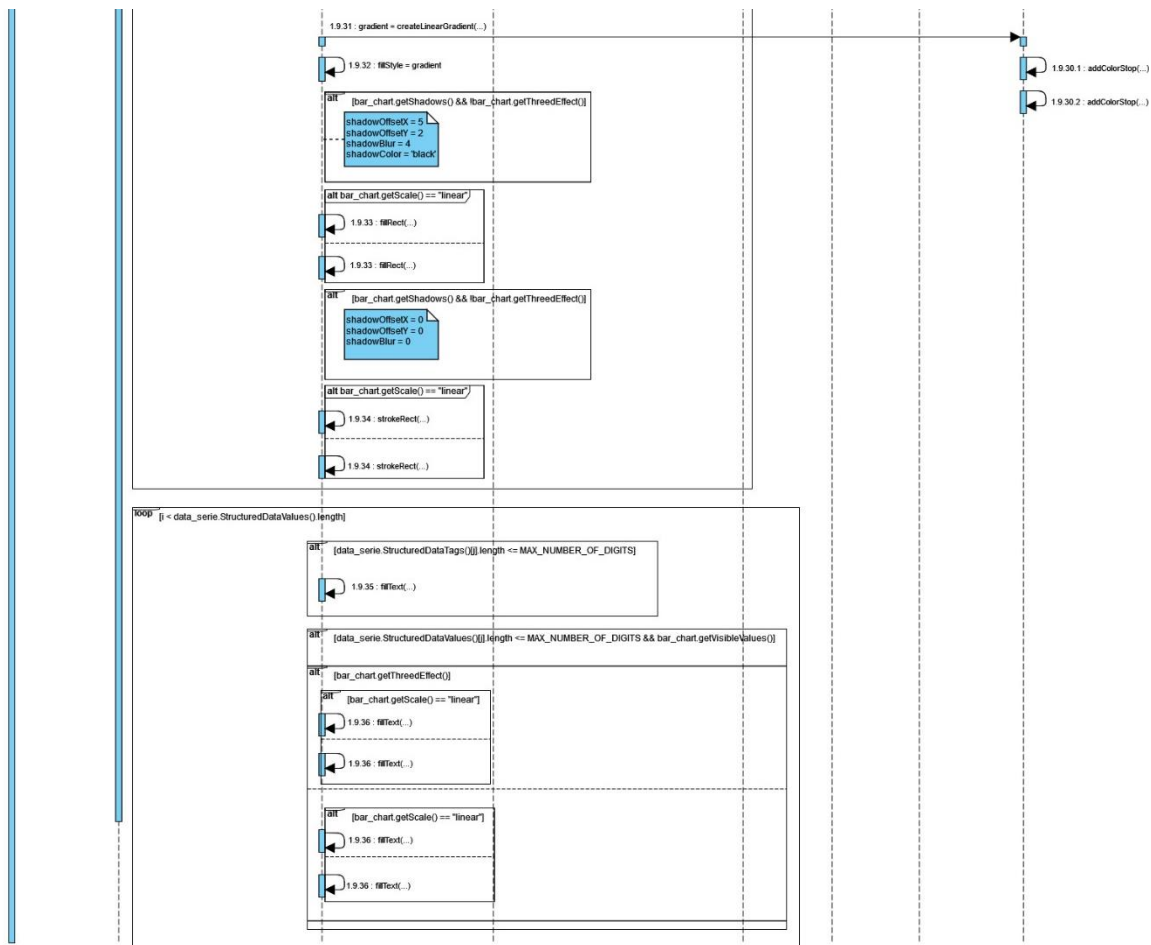 1.9.31 : gradient = createLinearGradient(...)
1.9.32 : fillStyle = gradient
1.9.30.1 : addColorStop(...)
1.9.30.2 : addColorStop(...)
alt [bar_chart.getShadows() && !bar_chart.getThreedEffect()]
shadowOffsetX = 5
shadowOffsetY = 2
shadowBlur = 4
shadowColor = 'black'
alt bar_chart.getScale() == "linear"
1.9.33 : fillRect(...)
1.9.33 : fillRect(...)
alt [bar_chart.getShadows() && !bar_chart.getThreedEffect()]
shadowOffsetX = 0
shadowOffsetY = 0
shadowBlur = 0
alt bar_chart.getScale() == "linear"
1.9.34 : strokeRect(...)
1.9.34 : strokeRect(...)
loop [i < data_serie.StructuredDataValues().length]
alt [data_serie.StructuredDataTags()[j].length <= MAX_NUMBER_OF_DIGITS]
1.9.35 : fillText(...)
alt [data_serie.StructuredDataValues()[j].length <= MAX_NUMBER_OF_DIGITS && bar_chart.getVisibleValues()]
alt [bar_chart.getThreedEffect()]
alt [bar_chart.getScale() == "linear"]
1.9.36 : fillText(...)
1.9.36 : fillText(...)
alt [bar_chart.getScale() == "linear"]
1.9.36 : fillText(...)
1.9.36 : fillText(...)